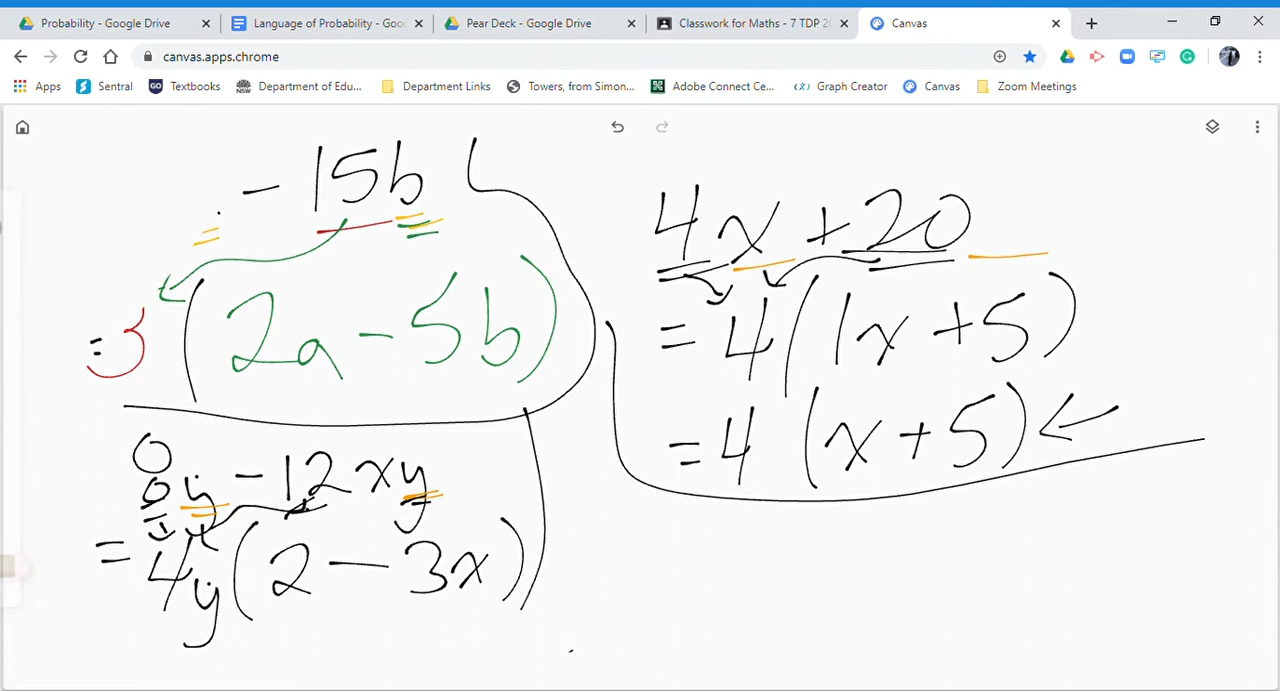 Probability - Google Drive
Language of Probability - Goo
Pear Deck - Google Drive
Classwork for Maths - 7 TDP 20
Canvas
canvas.apps.chrome
Apps
Sentral
GO Textbooks
Department of Edu...
Department Links
Towers, from Simon...
Adobe Connect Ce...
(x) Graph Creator
Canvas
Zoom Meetings
- 15b
= 3 (2a - 5b)
8y - 12xy
= 4y(2 - 3x)
4x + 20
= 4(1x + 5)
= 4(x + 5) ←